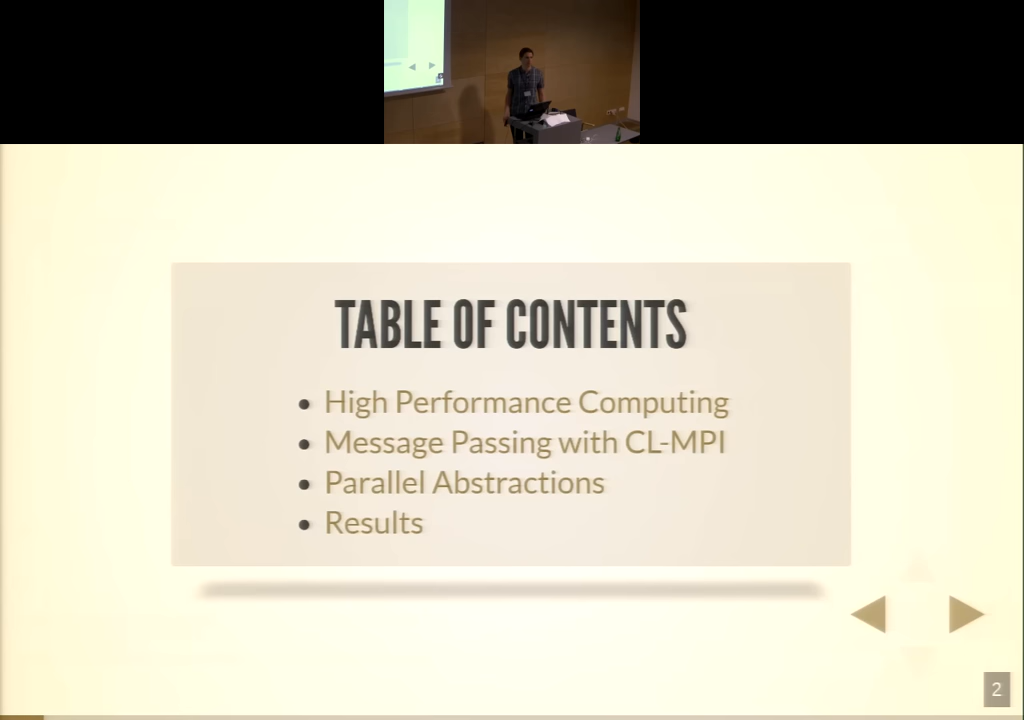 TABLE OF CONTENTS
High Performance Computing
Message Passing with CL-MPI
Parallel Abstractions
Results
2